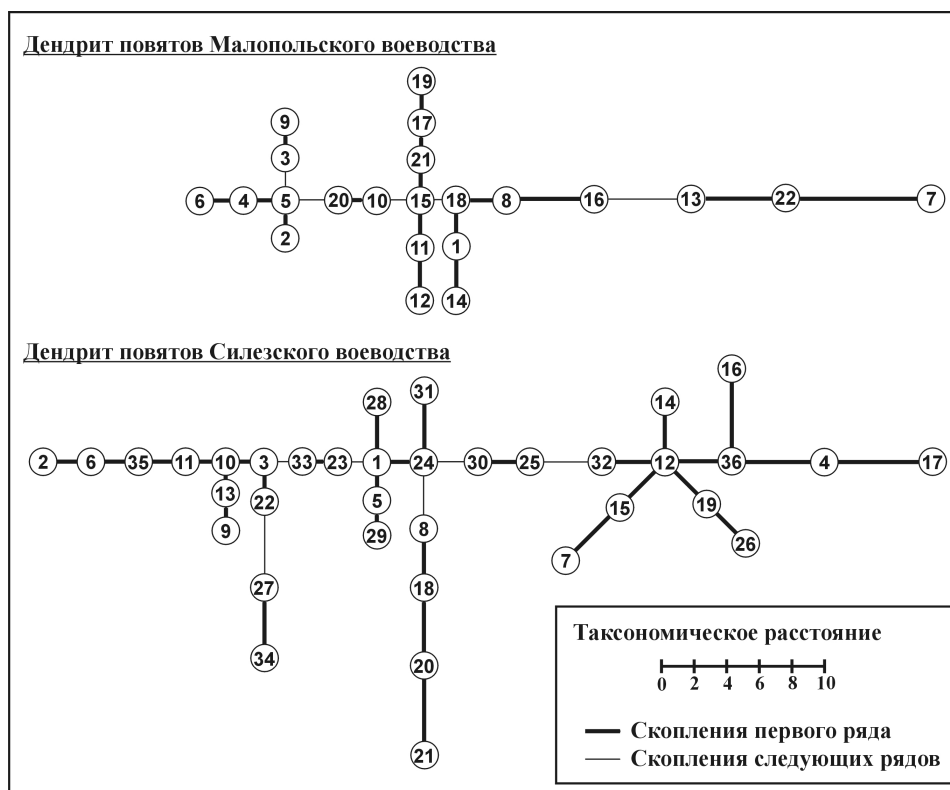 Дендрит повятов Малопольского воеводства
19
9 17
3 21
6 4 5 20 10 15 18 8 16 13 22 7
2 11 1
12 14
Дендрит повятов Силезского воеводства
16
28 31 14
2 6 35 11 10 3 33 23 1 24 30 25 32 12 36 4 17
13 22 5 15 19
9 29 8 26
7
27 18
34 20
21
Таксономическое расстояние
0 2 4 6 8 10
Скопления первого ряда
Скопления следующих рядов